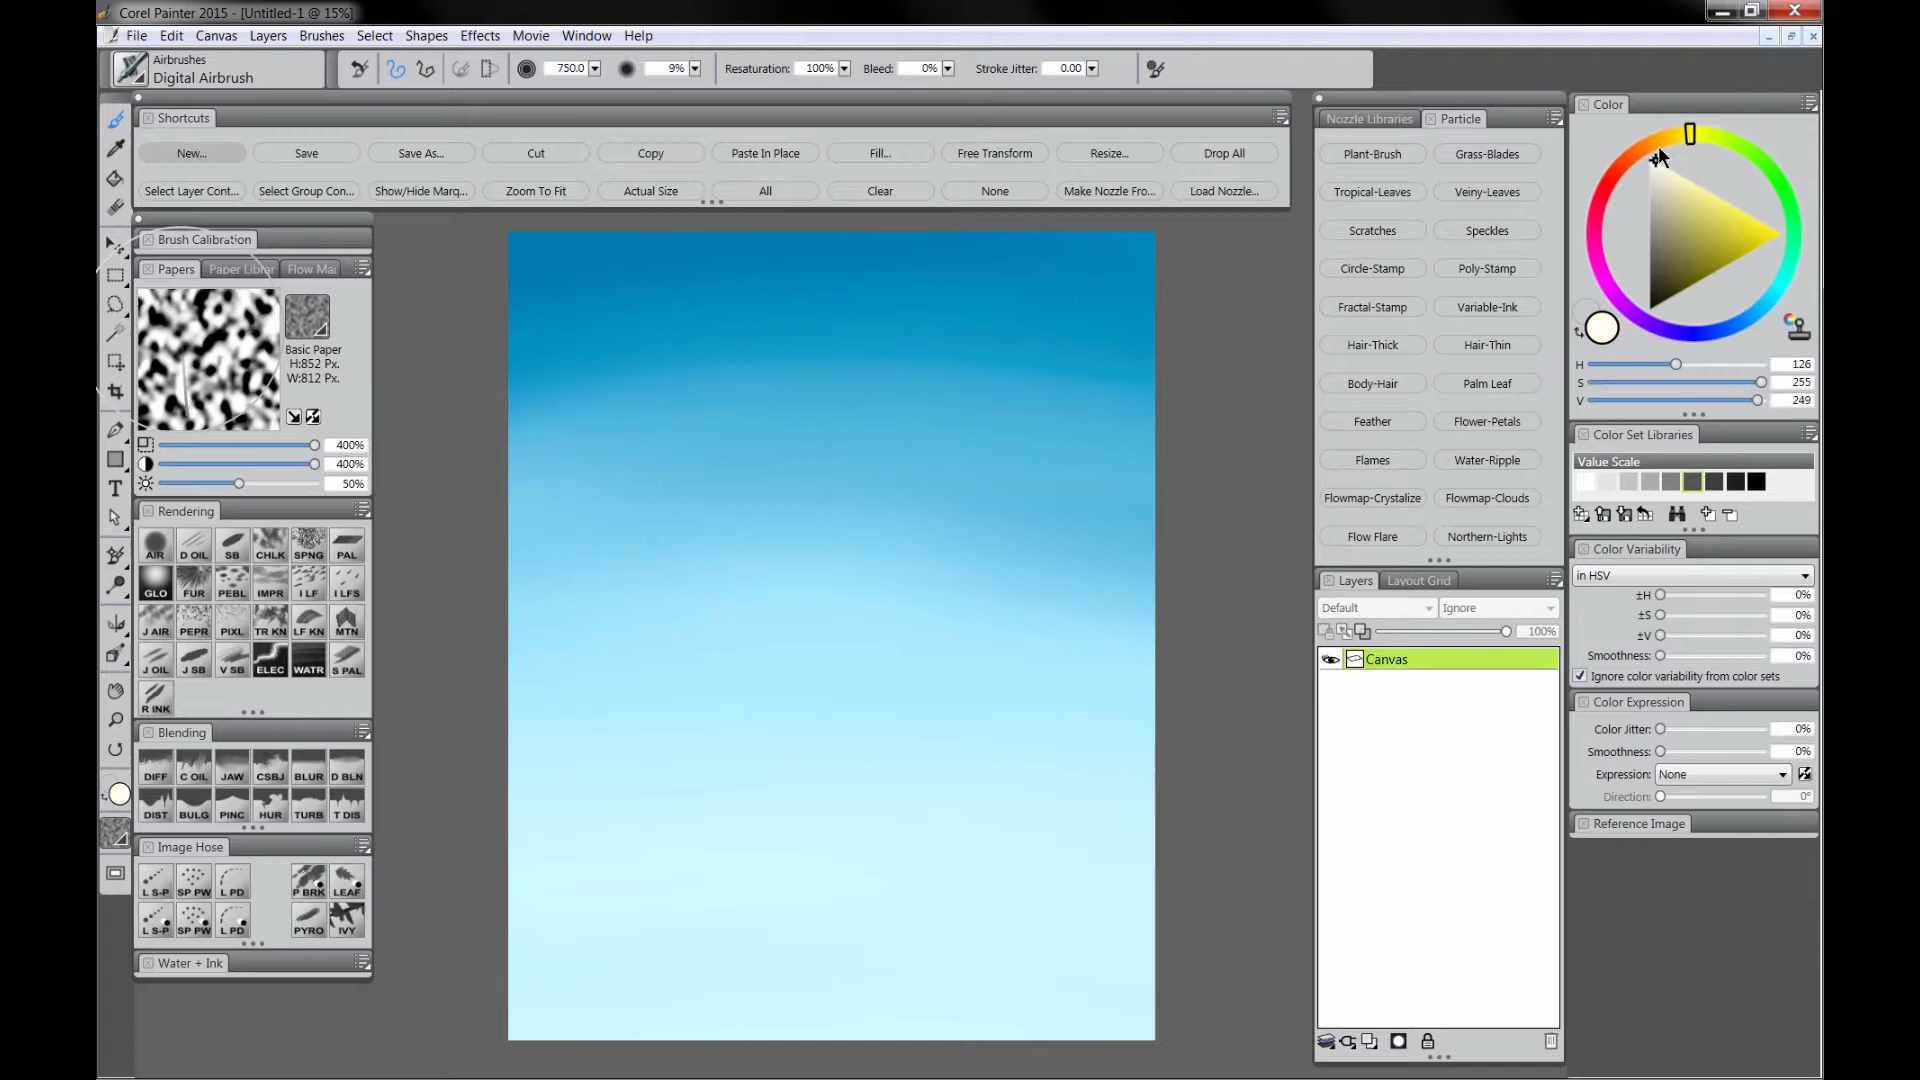 Corel Painter 2015 - [Untitled-1 @ 15%]
File Edit Canvas Layers Brushes Select Shapes Effects Movie Window Help
Airbrushes
Digital Airbrush
750.0 9% Resaturation: 100% Bleed: 0% Stroke Jitter: 0.00
Shortcuts
New... Save Save As... Cut Copy Paste In Place Fill... Free Transform Resize... Drop All
Select Layer Cont... Select Group Con... Show/Hide Marq... Zoom To Fit Actual Size All Clear None Make Nozzle Fro... Load Nozzle...
Brush Calibration
Papers Paper Librar Flow Ma
Basic Paper
H:852 Px.
W:812 Px.
400%
400%
50%
Rendering
AIR D OIL SB CHLK SPNG PAL
GLO FUR PEBL IMPR I LF I LFS
J AIR PEPR PIXL TR KN LF KN MTN
J OIL J SB V SB ELEC WATR S PAL
R INK
Blending
DIFF C OIL JAW CSBJ BLUR D BLN
DIST BULG PINC HUR TURB T DIS
Image Hose
L S-P SP PW L PD P BRK LEAF
L S-P SP PW L PD PYRO IVY
Water + Ink
Nozzle Libraries Particle
Plant-Brush Grass-Blades
Tropical-Leaves Veiny-Leaves
Scratches Speckles
Circle-Stamp Poly-Stamp
Fractal-Stamp Variable-Ink
Hair-Thick Hair-Thin
Body-Hair Palm Leaf
Feather Flower-Petals
Flames Water-Ripple
Flowmap-Crystalize Flowmap-Clouds
Flow Flare Northern-Lights
Layers Layout Grid
Default Ignore
100%
Canvas
Color
H 126
S 255
V 249
Color Set Libraries
Value Scale
Color Variability
in HSV
±H 0%
±S 0%
±V 0%
Smoothness: 0%
Ignore color variability from color sets
Color Expression
Color Jitter: 0%
Smoothness: 0%
Expression: None
Direction: 0°
Reference Image